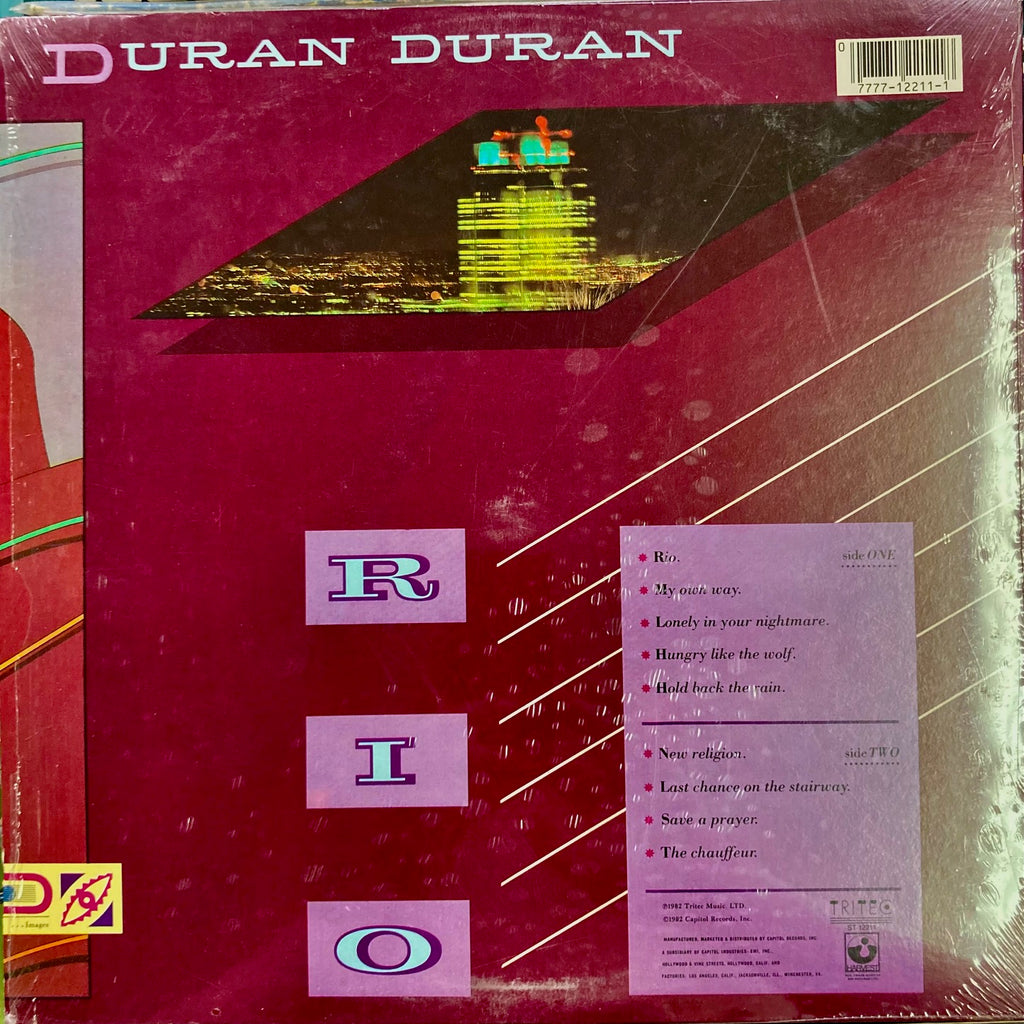 DURAN DURAN
0
7777-12211-1
R
I
O
Rio.
side ONE
My own way.
Lonely in your nightmare.
Hungry like the wolf.
Hold back the rain.
New religion.
side TWO
Last chance on the stairway.
Save a prayer.
The chauffeur.
℗1982 Tritec Music. LTD.
©1982 Capitol Records, Inc.
TRITEC
ST-12211
MANUFACTURED, MARKETED & DISTRIBUTED BY CAPITOL RECORDS, INC.
A SUBSIDIARY OF CAPITOL INDUSTRIES-EMI, INC.
HOLLYWOOD & VINE STREETS, HOLLYWOOD, CALIF. AND
FACTORIES: LOS ANGELES, CALIF., JACKSONVILLE, ILL., WINCHESTER, VA.
HARVEST
D
...Images